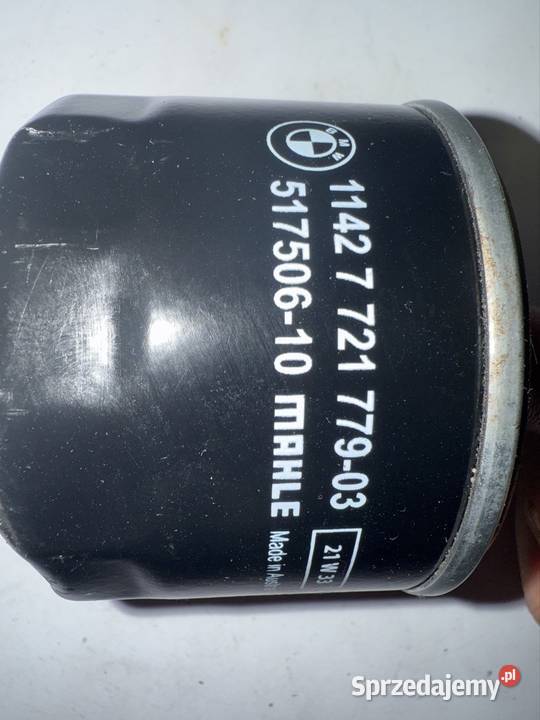 BMW
1142 7 721 779-03
517506-10 MAHLE Made in
21 W 33
Sprzedajemy.pl